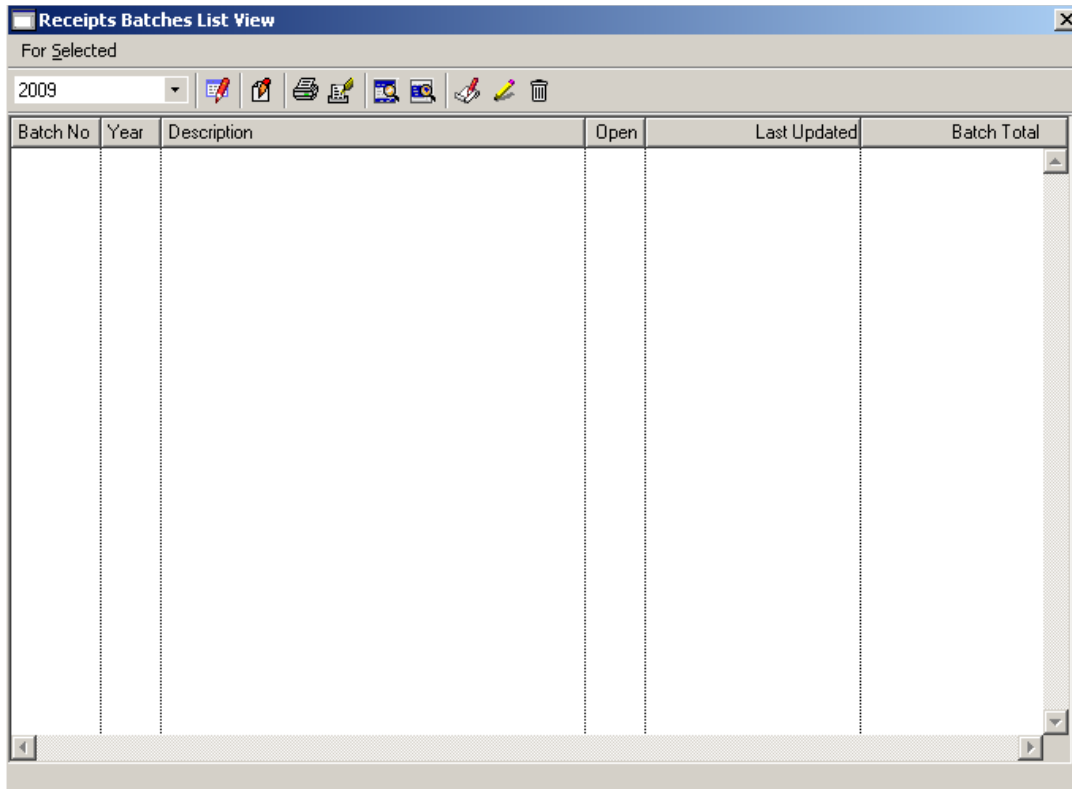 Receipts Batches List View
For Selected
2009
Batch No Year Description Open Last Updated Batch Total